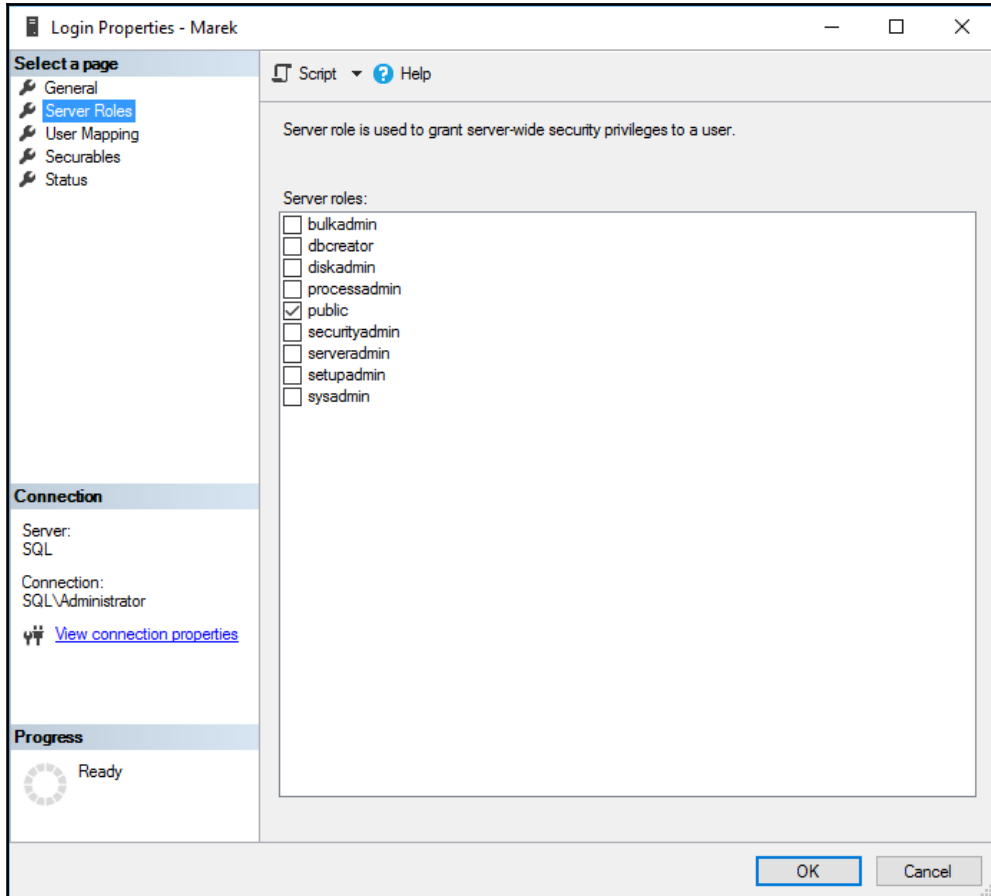 Login Properties - Marek
Select a page
General
Server Roles
User Mapping
Securables
Status
Script
Help
Server role is used to grant server-wide security privileges to a user.
Server roles:
bulkadmin
dbcreator
diskadmin
processadmin
public
securityadmin
serveradmin
setupadmin
sysadmin
Connection
Server:
SQL
Connection:
SQL\Administrator
View connection properties
Progress
Ready
OK
Cancel